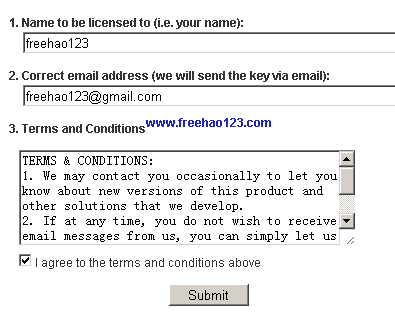 1. Name to be licensed to (i.e. your name):
freehao123
2. Correct email address (we will send the key via email):
freehao123@gmail.com
3. Terms and Conditions www.freehao123.com
TERMS & CONDITIONS:
1. We may contact you occasionally to let you
know about new versions of this product and
other solutions that we develop.
2. If at any time, you do not wish to receive
email messages from us, you can simply let us
I agree to the terms and conditions above
Submit